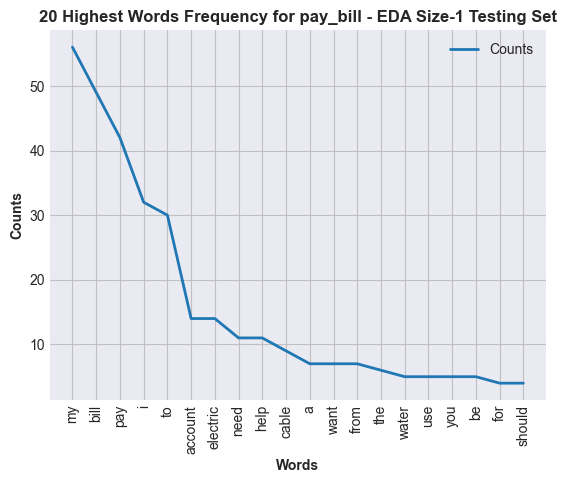 20 Highest Words Frequency for pay_bill - EDA Size-1 Testing Set
Counts
50
40
30
20
10
Counts
my
bill
pay
i
to
account
electric
need
help
cable
a
want
from
the
water
use
you
be
for
should
Words